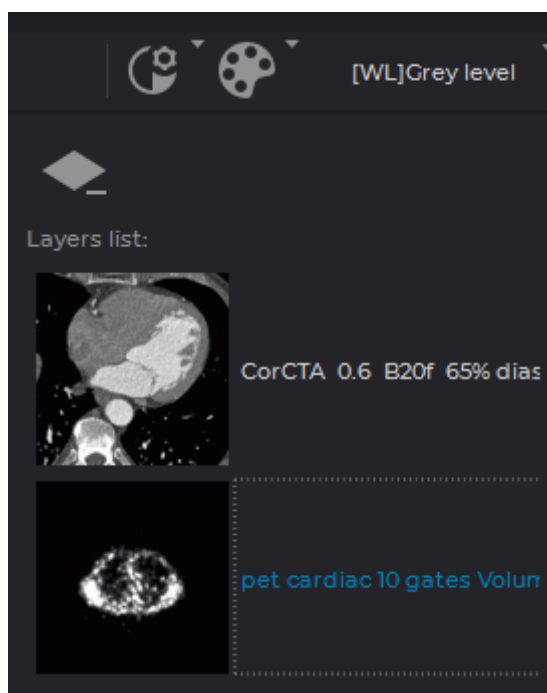 [WL]Grey level
Layers list:
CorCTA 0.6 B20f 65% dias
pet cardiac 10 gates Volum